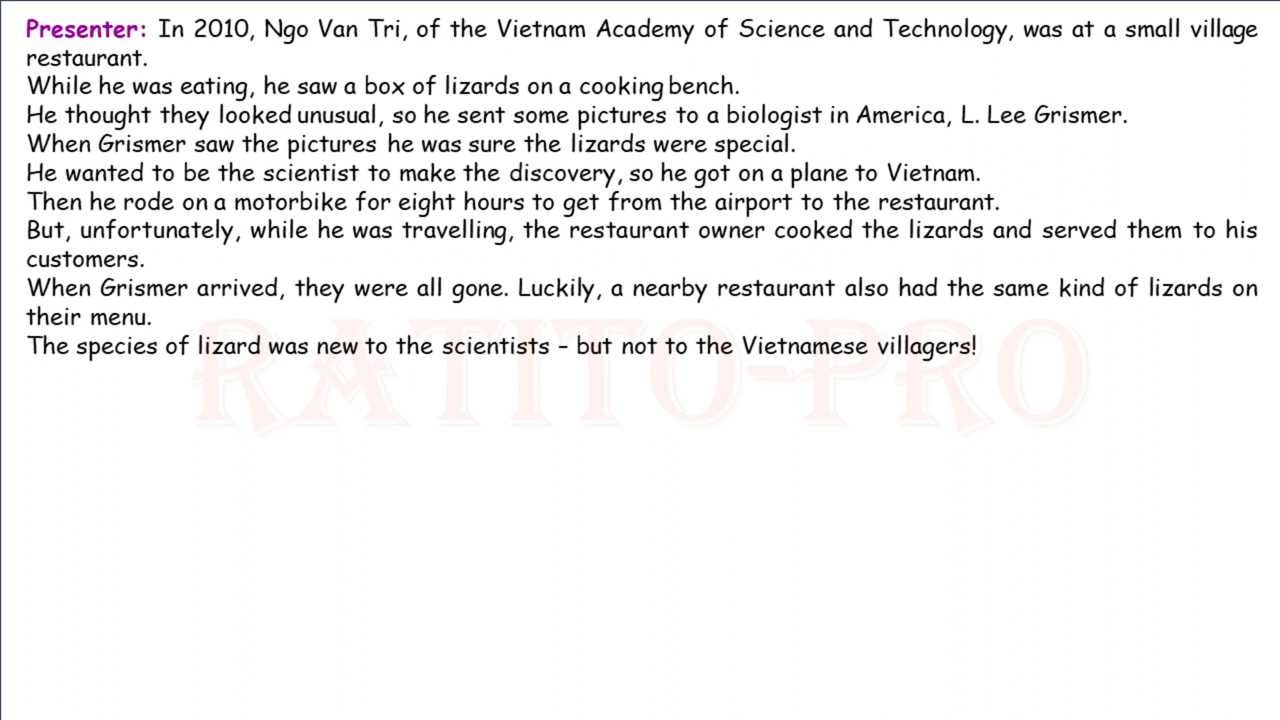 Presenter: In 2010, Ngo Van Tri, of the Vietnam Academy of Science and Technology, was at a small village
restaurant.
While he was eating, he saw a box of lizards on a cooking bench.
He thought they looked unusual, so he sent some pictures to a biologist in America, L. Lee Grismer.
When Grismer saw the pictures he was sure the lizards were special.
He wanted to be the scientist to make the discovery, so he got on a plane to Vietnam.
Then he rode on a motorbike for eight hours to get from the airport to the restaurant.
But, unfortunately, while he was travelling, the restaurant owner cooked the lizards and served them to his
customers.
When Grismer arrived, they were all gone. Luckily, a nearby restaurant also had the same kind of lizards on
their menu.
The species of lizard was new to the scientists – but not to the Vietnamese villagers!
RATITO-PRO